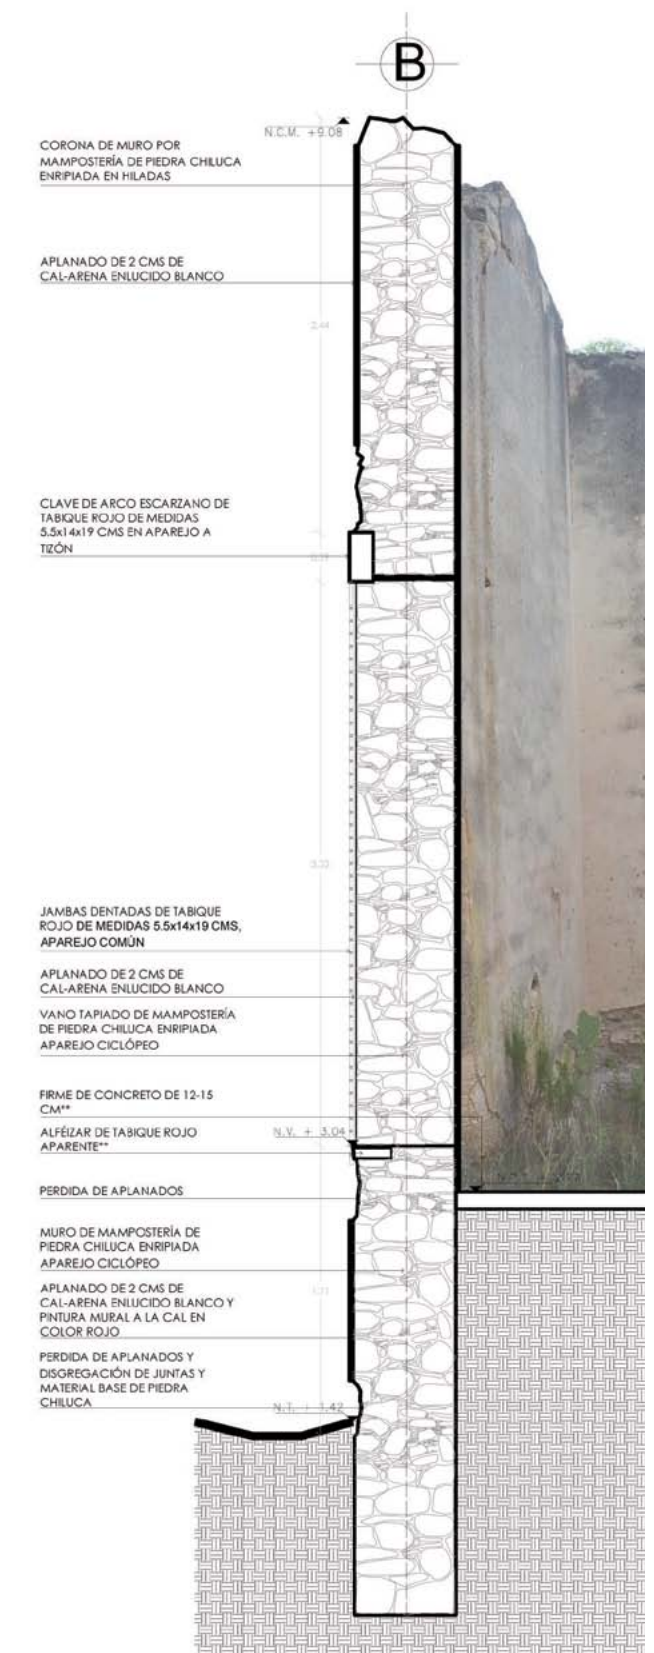 B
N.C.M. +9.08
CORONA DE MURO POR
MAMPOSTERÍA DE PIEDRA CHILUCA
ENRIPIADA EN HILADAS
APLANADO DE 2 CMS DE
CAL-ARENA ENLUCIDO BLANCO
2.44
CLAVE DE ARCO ESCARZANO DE
TABIQUE ROJO DE MEDIDAS
5.5x14x19 CMS EN APAREJO A
TIZÓN
3.33
JAMBAS DENTADAS DE TABIQUE
ROJO DE MEDIDAS 5.5x14x19 CMS,
APAREJO COMÚN
APLANADO DE 2 CMS DE
CAL-ARENA ENLUCIDO BLANCO
VANO TAPIADO DE MAMPOSTERÍA
DE PIEDRA CHILUCA ENRIPIADA
APAREJO CICLÓPEO
FIRME DE CONCRETO DE 12-15
CM**
N.V. + 3.04
ALFÉIZAR DE TABIQUE ROJO
APARENTE**
PERDIDA DE APLANADOS
MURO DE MAMPOSTERÍA DE
PIEDRA CHILUCA ENRIPIADA
APAREJO CICLÓPEO
APLANADO DE 2 CMS DE
CAL-ARENA ENLUCIDO BLANCO Y
PINTURA MURAL A LA CAL EN
COLOR ROJO
PERDIDA DE APLANADOS Y
DISGREGACIÓN DE JUNTAS Y
MATERIAL BASE DE PIEDRA
CHILUCA
N.T. + 1.42